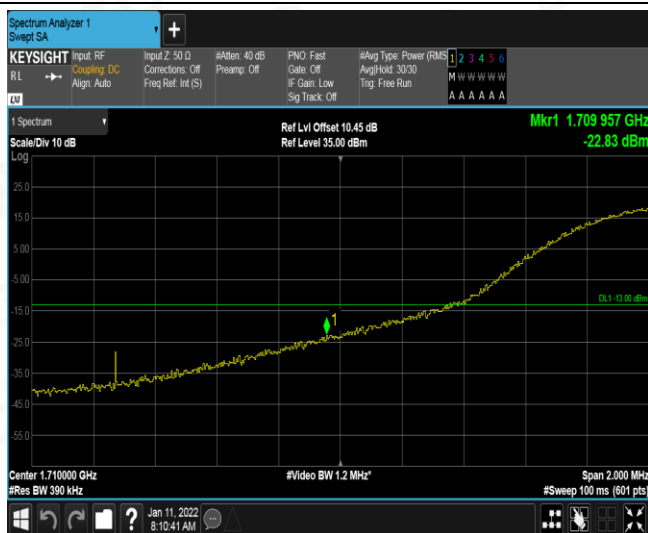 Spectrum Analyzer 1
Swept SA
+
KEYSIGHT
RL
LXI
Input: RF
Coupling: DC
Align: Auto
Input Z: 50 Ω
Corrections: Off
Freq Ref: Int (S)
#Atten: 40 dB
Preamp: Off
PNO: Fast
Gate: Off
IF Gain: Low
Sig Track: Off
#Avg Type: Power (RMS
Avg|Hold: 30/30
Trig: Free Run
1 2 3 4 5 6
M W W W W W
A A A A A A
1 Spectrum
Scale/Div 10 dB
Log
Ref Lvl Offset 10.45 dB
Ref Level 35.00 dBm
Mkr1 1.709 957 GHz
-22.83 dBm
25.0
15.0
5.00
-5.00
DL1 -13.00 dBm
-15.0
1
-25.0
-35.0
-45.0
-55.0
Center 1.710000 GHz
#Res BW 390 kHz
#Video BW 1.2 MHz*
Span 2.000 MHz
#Sweep 100 ms (601 pts)
?
Jan 11, 2022
8:10:41 AM